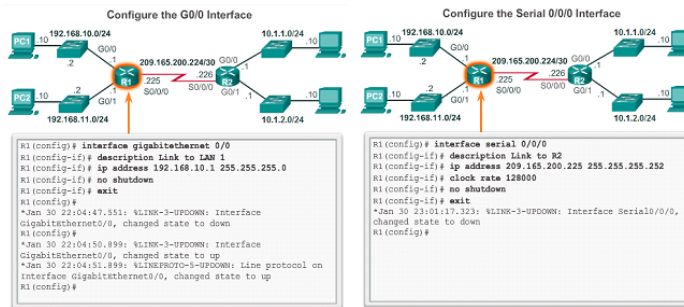 Configure the G0/0 Interface
PC1
.10
192.168.10.0/24
G0/0
.1
.2
209.165.200.224/30
R1
.225
S0/0/0
.226
S0/0/0
R2
G0/0
.1
10.1.1.0/24
.10
PC2
.10
.2
G0/1
.1
192.168.11.0/24
G0/1
.1
10.1.2.0/24
.10
R1(config)# interface gigabitethernet 0/0
R1(config-if)# description Link to LAN 1
R1(config-if)# ip address 192.168.10.1 255.255.255.0
R1(config-if)# no shutdown
R1(config-if)# exit
R1(config)#
*Jan 30 22:04:47.551: %LINK-3-UPDOWN: Interface
GigabitEthernet0/0, changed state to down
R1(config)#
*Jan 30 22:04:50.899: %LINK-3-UPDOWN: Interface
GigabitEthernet0/0, changed state to up
*Jan 30 22:04:51.899: %LINEPROTO-5-UPDOWN: Line protocol on
Interface GigabitEthernet0/0, changed state to up
R1(config)#
Configure the Serial 0/0/0 Interface
PC1
.10
192.168.10.0/24
G0/0
.1
.2
209.165.200.224/30
R1
.225
S0/0/0
.226
S0/0/0
R2
G0/0
.1
10.1.1.0/24
.10
PC2
.10
.2
G0/1
.1
192.168.11.0/24
G0/1
.1
10.1.2.0/24
.10
R1(config)# interface serial 0/0/0
R1(config-if)# description Link to R2
R1(config-if)# ip address 209.165.200.225 255.255.255.252
R1(config-if)# clock rate 128000
R1(config-if)# no shutdown
R1(config-if)# exit
*Jan 30 23:01:17.323: %LINK-3-UPDOWN: Interface Serial0/0/0,
changed state to down
R1(config)#